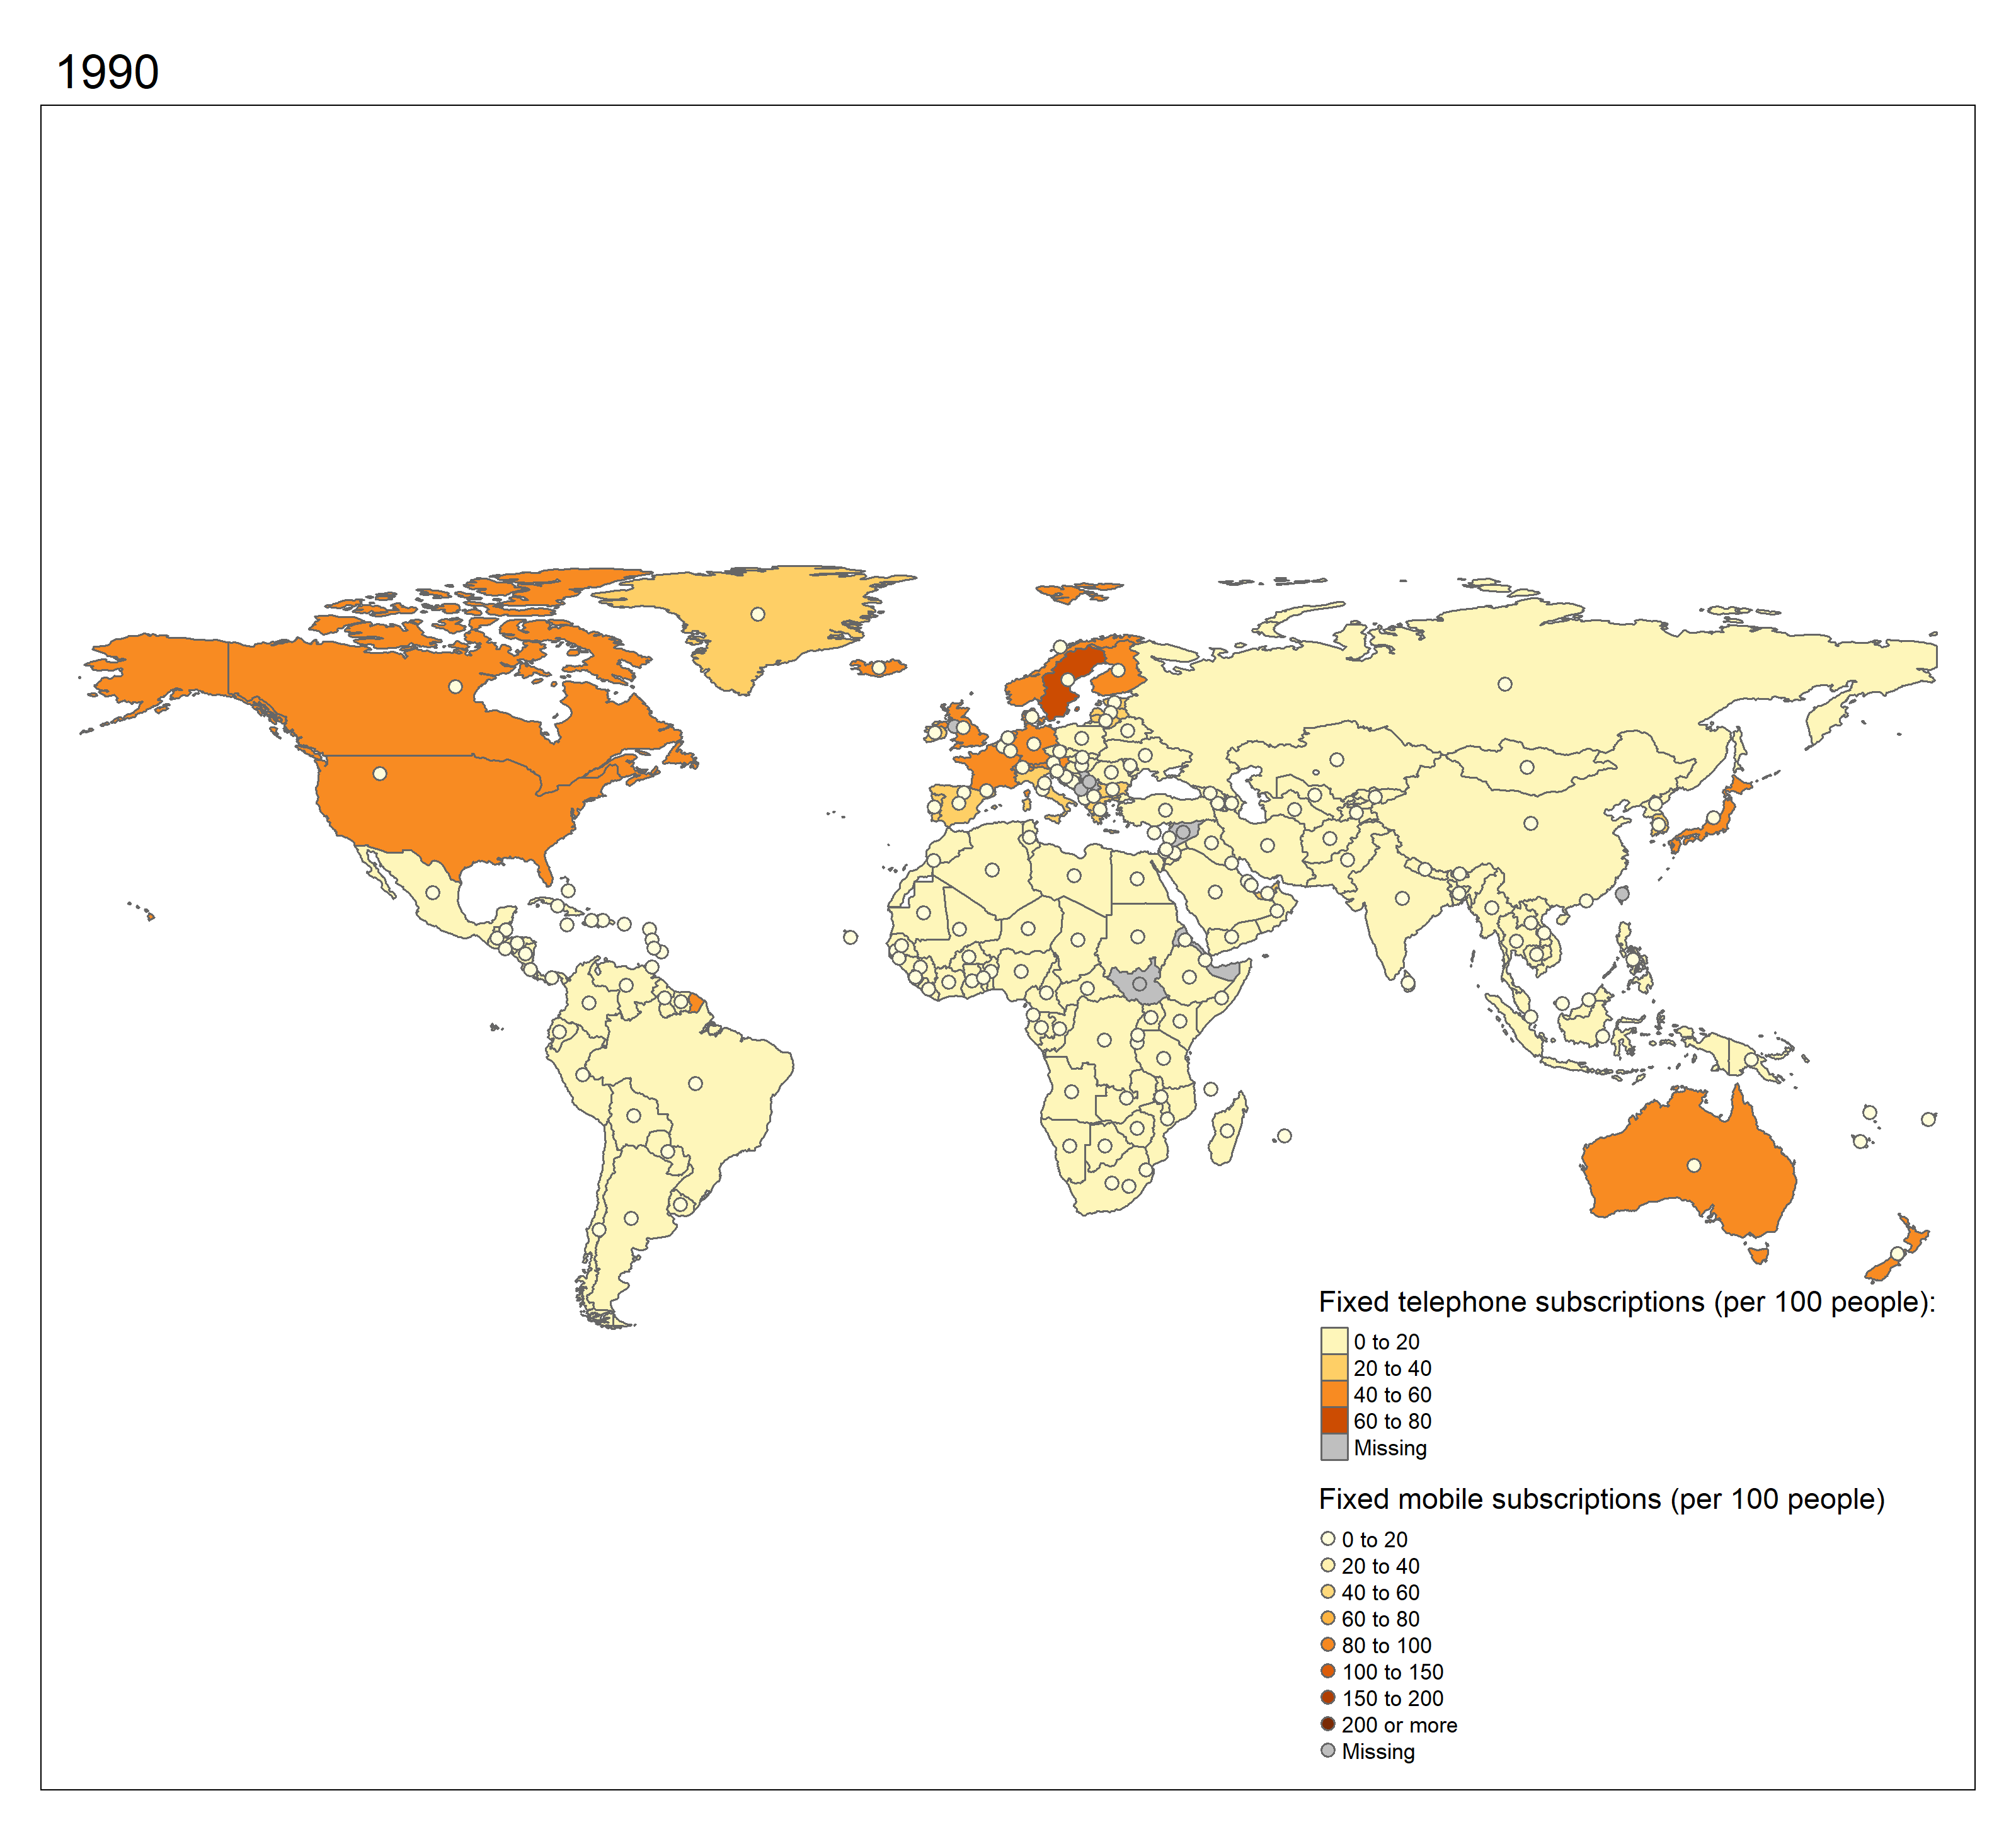 1990
Fixed telephone subscriptions (per 100 people):
0 to 20
20 to 40
40 to 60
60 to 80
Missing
Fixed mobile subscriptions (per 100 people)
0 to 20
20 to 40
40 to 60
60 to 80
80 to 100
100 to 150
150 to 200
200 or more
Missing